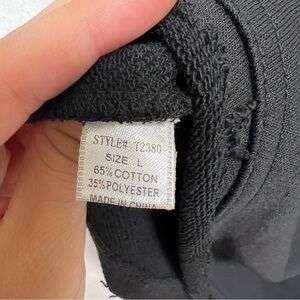 STYLE# T2380
SIZE L
65% COTTON
35% POLYESTER
MADE IN CHINA